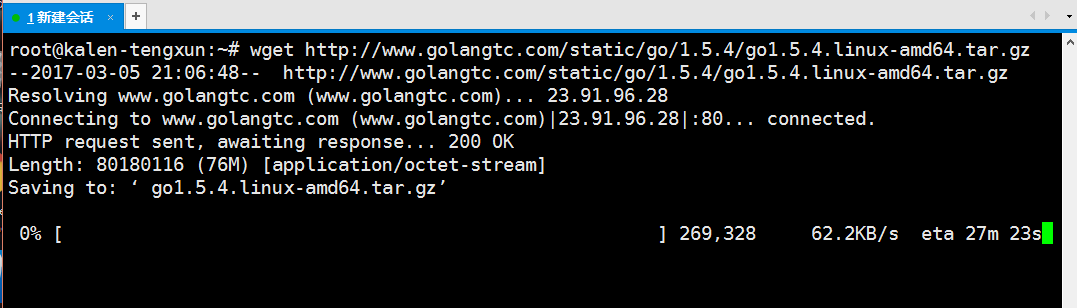 1 新建会话 × +
root@kalen-tengxun:~# wget http://www.golangtc.com/static/go/1.5.4/go1.5.4.linux-amd64.tar.gz
--2017-03-05 21:06:48--  http://www.golangtc.com/static/go/1.5.4/go1.5.4.linux-amd64.tar.gz
Resolving www.golangtc.com (www.golangtc.com)... 23.91.96.28
Connecting to www.golangtc.com (www.golangtc.com)|23.91.96.28|:80... connected.
HTTP request sent, awaiting response... 200 OK
Length: 80180116 (76M) [application/octet-stream]
Saving to: ‘ go1.5.4.linux-amd64.tar.gz’
0% [                                                      ] 269,328     62.2KB/s  eta 27m 23s